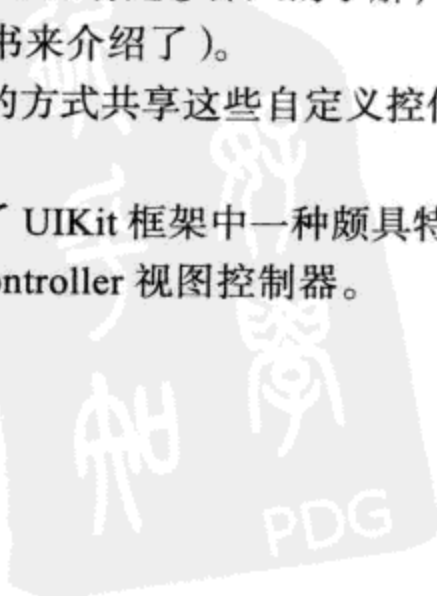 书来介绍了)。
的方式共享这些自定义控
了 UIKit 框架中一种颇具特
ontroller 视图控制器。
PDG